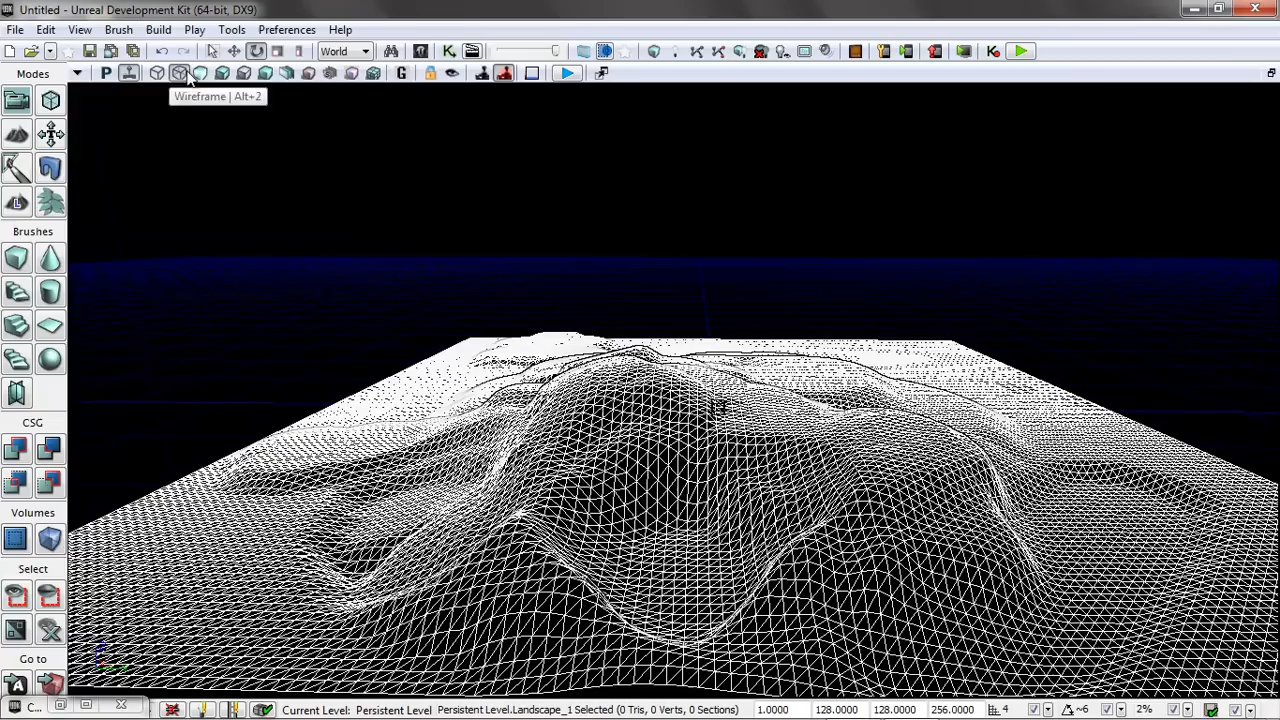 Untitled - Unreal Development Kit (64-bit, DX9)
File Edit View Brush Build Play Tools Preferences Help
World
Modes P G
Wireframe | Alt+2
L
Brushes
CSG
Volumes
Select
Go to
A
C... Current Level: Persistent Level Persistent Level.Landscape_1 Selected (0 Tris, 0 Verts, 0 Sections) 1.0000 128.0000 128.0000 256.0000 4 ~6 2%